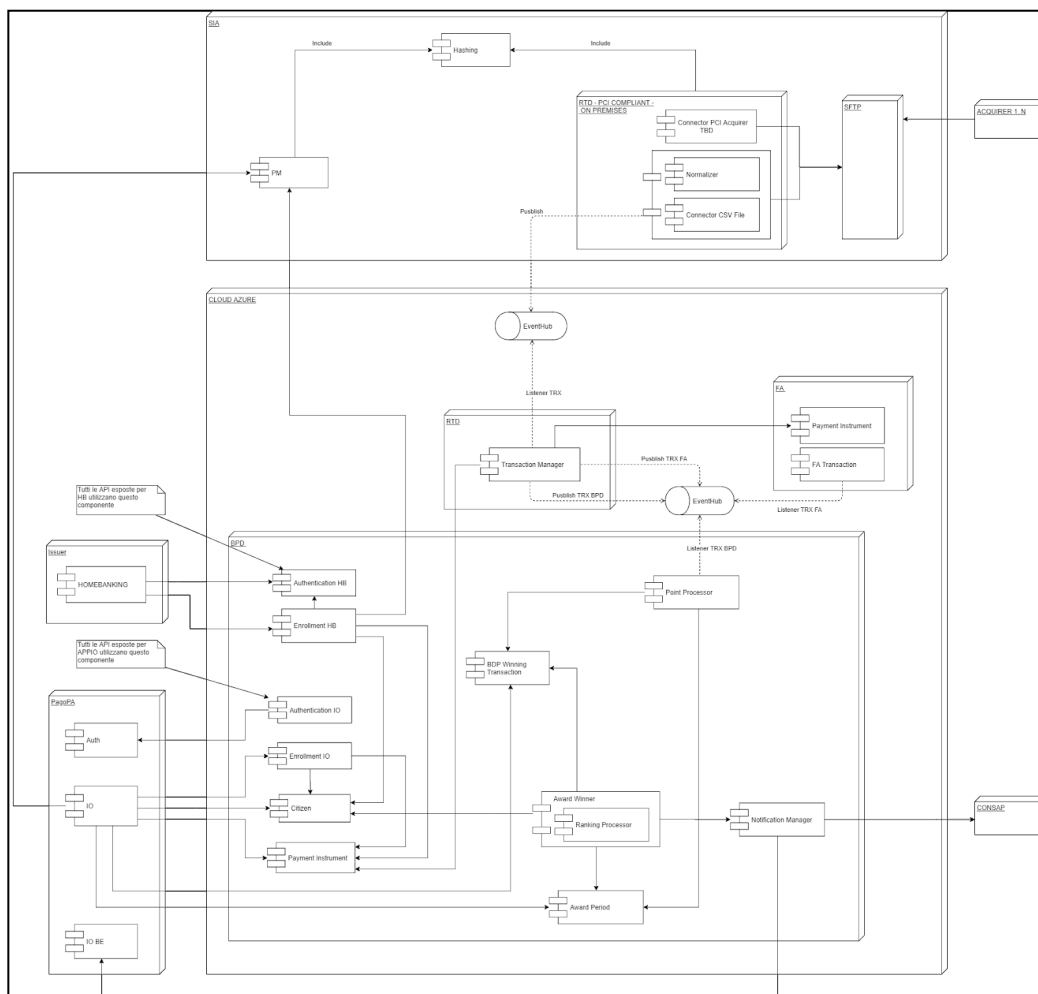 SIA
Include
Include
Hashing
RTD - PCI COMPLIANT -
ON PREMISES
SFTP
ACQUIRER 1..N
Connector PCI Acquirer
TBD
PM
Normalizer
Connector CSV File
Pusblish
CLOUD AZURE
EventHub
Listener TRX
FA
Payment Instrument
RTD
Transaction Manager
FA Transaction
Pusblish TRX FA
Pusblish TRX BPD
EventHub
Listener TRX FA
Tutti le API esposte per
HB utilizzano questo
componente
BPD
Listener TRX BPD
Issuer
HOMEBANKING
Authentication HB
Point Processor
Enrollment HB
Tutti le API esposte per
APPIO utilizzano questo
componente
BDP Winning
Transaction
PagoPA
Authentication IO
Auth
Enrollment IO
IO
Citizen
Award Winner
Ranking Processor
Notification Manager
CONSAP
Payment Instrument
Award Period
IO BE